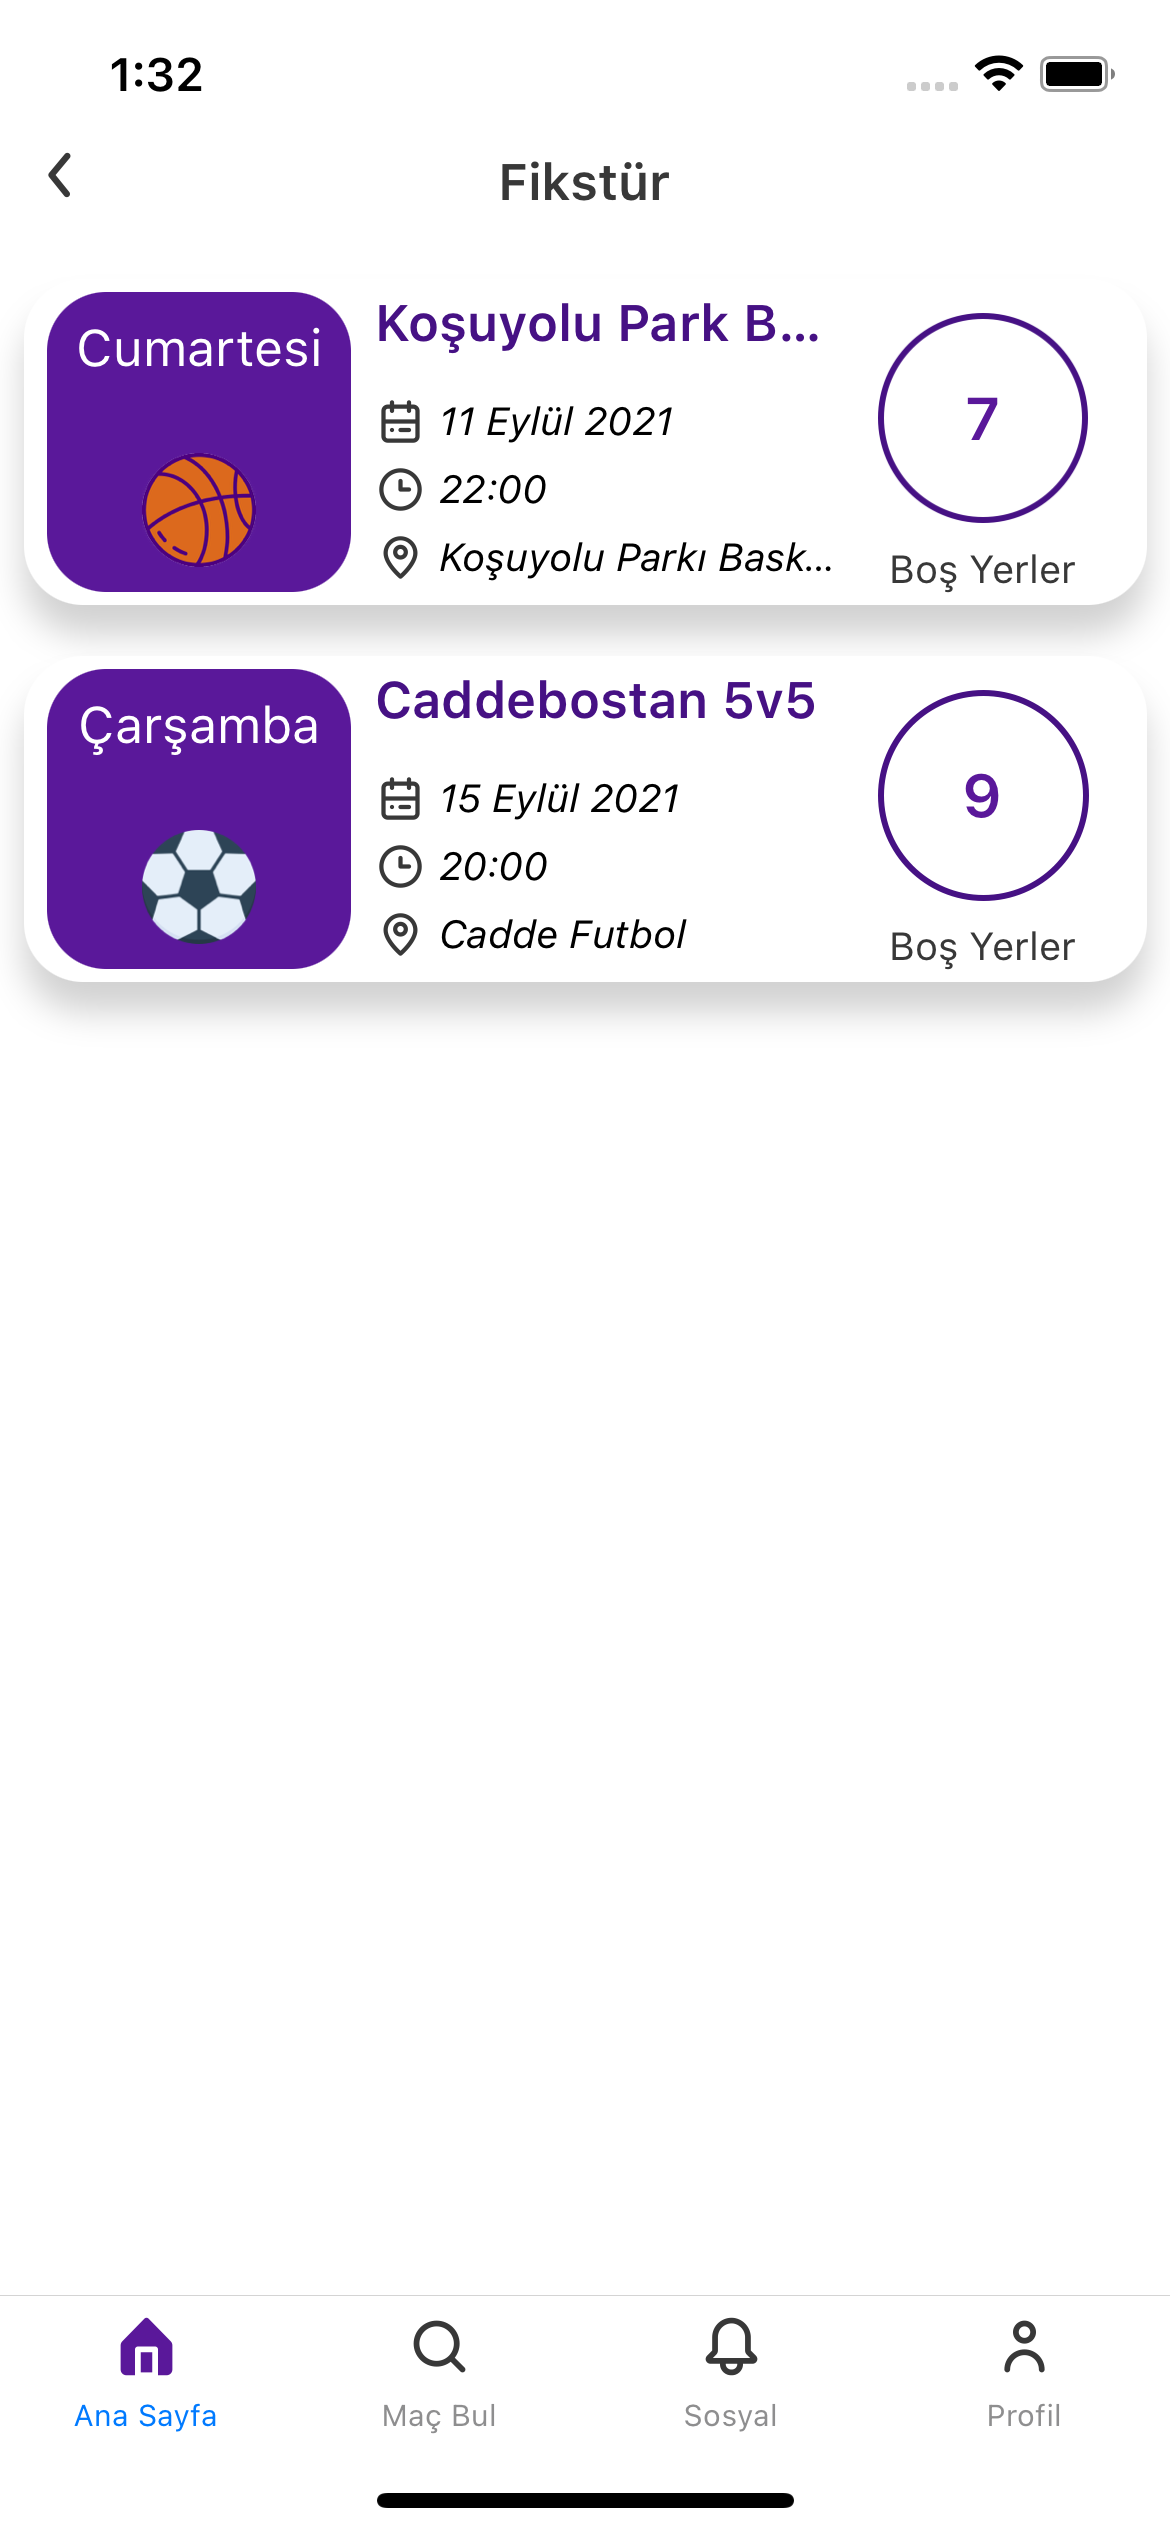 1:32
Fikstür
Cumartesi
Koşuyolu Park B...
11 Eylül 2021
22:00
Koşuyolu Parkı Bask...
7
Boş Yerler
Çarşamba
Caddebostan 5v5
15 Eylül 2021
20:00
Cadde Futbol
9
Boş Yerler
Ana Sayfa
Maç Bul
Sosyal
Profil